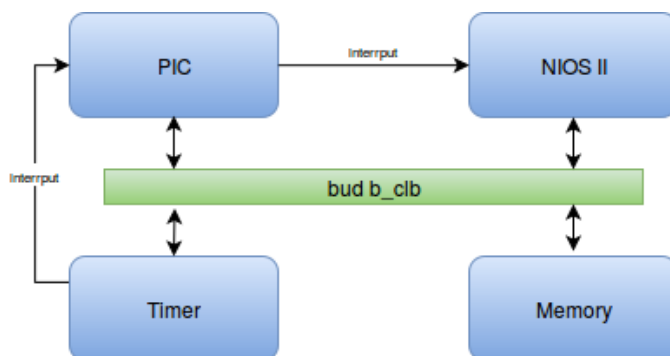 PIC
Interrput
NIOS II
Interrput
bud b_clb
Timer
Memory